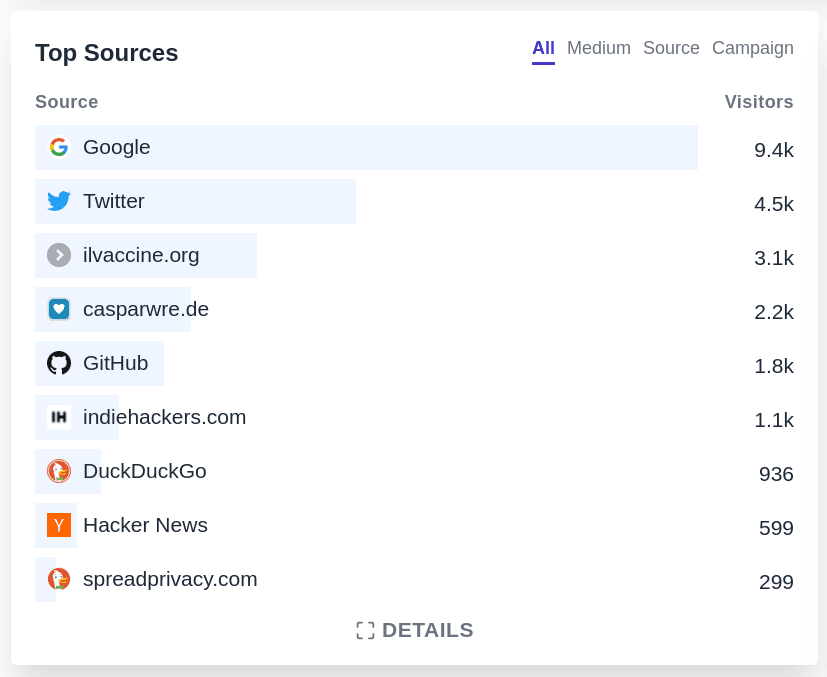 Top Sources All Medium Source Campaign
Source Visitors
Google 9.4k
Twitter 4.5k
ilvaccine.org 3.1k
casparwre.de 2.2k
GitHub 1.8k
IH indiehackers.com 1.1k
DuckDuckGo 936
Y Hacker News 599
spreadprivacy.com 299
DETAILS